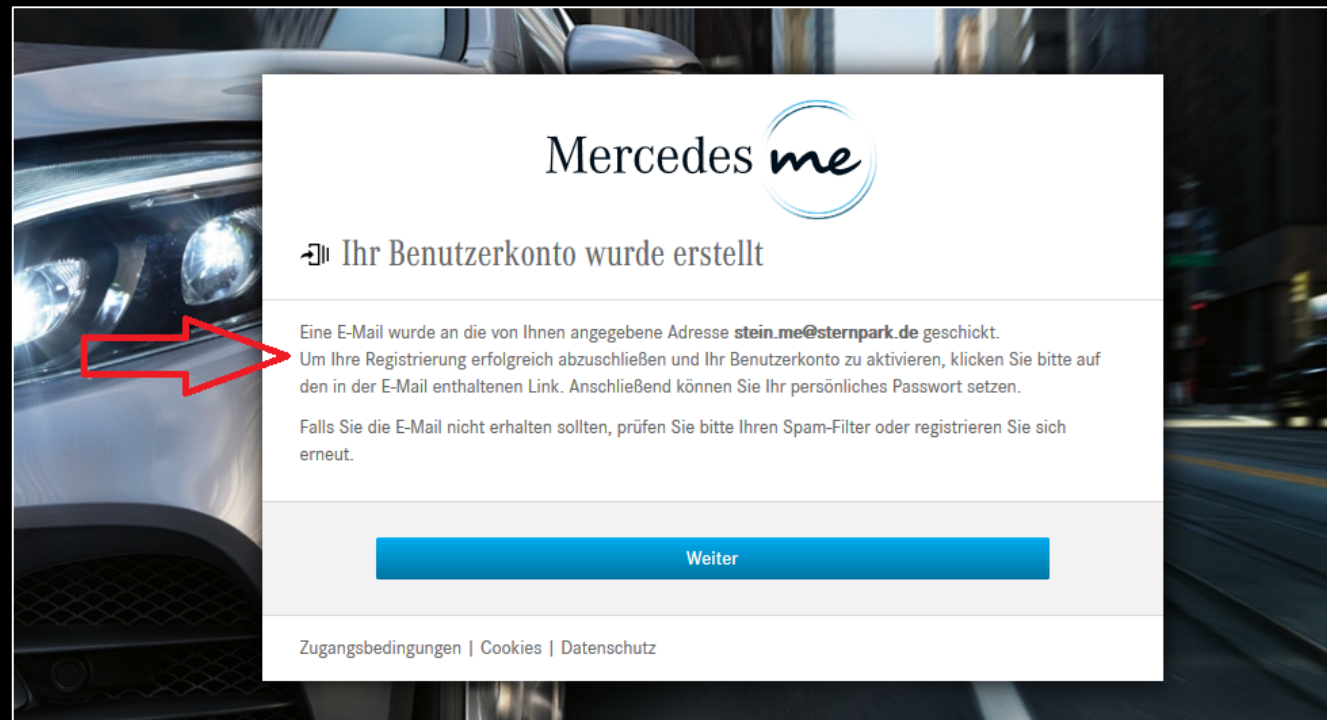 Mercedes me
Ihr Benutzerkonto wurde erstellt
Eine E-Mail wurde an die von Ihnen angegebene Adresse stein.me@sternpark.de geschickt.
Um Ihre Registrierung erfolgreich abzuschließen und Ihr Benutzerkonto zu aktivieren, klicken Sie bitte auf
den in der E-Mail enthaltenen Link. Anschließend können Sie Ihr persönliches Passwort setzen.
Falls Sie die E-Mail nicht erhalten sollten, prüfen Sie bitte Ihren Spam-Filter oder registrieren Sie sich
erneut.
Weiter
Zugangsbedingungen | Cookies | Datenschutz